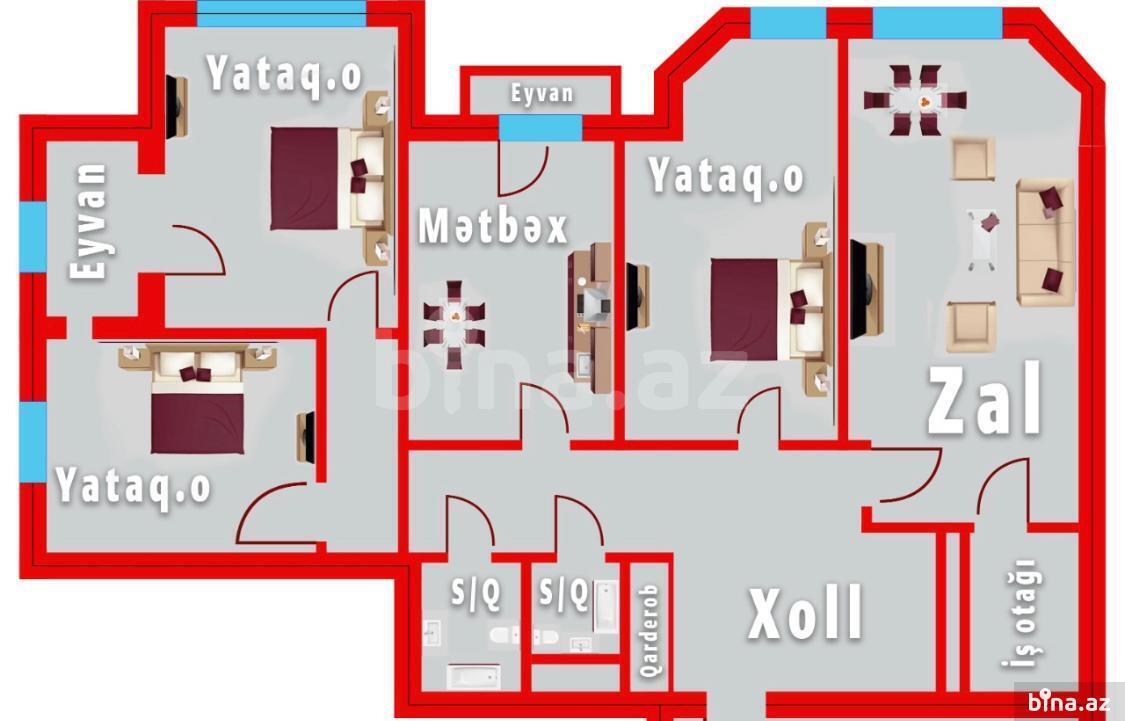 Yataq.o
Eyvan
Eyvan
Mətbəx
Yataq.o
Zal
Yataq.o
bina.az
S/Q
S/Q
Qarderob
Xoll
İş otağı
bina.az